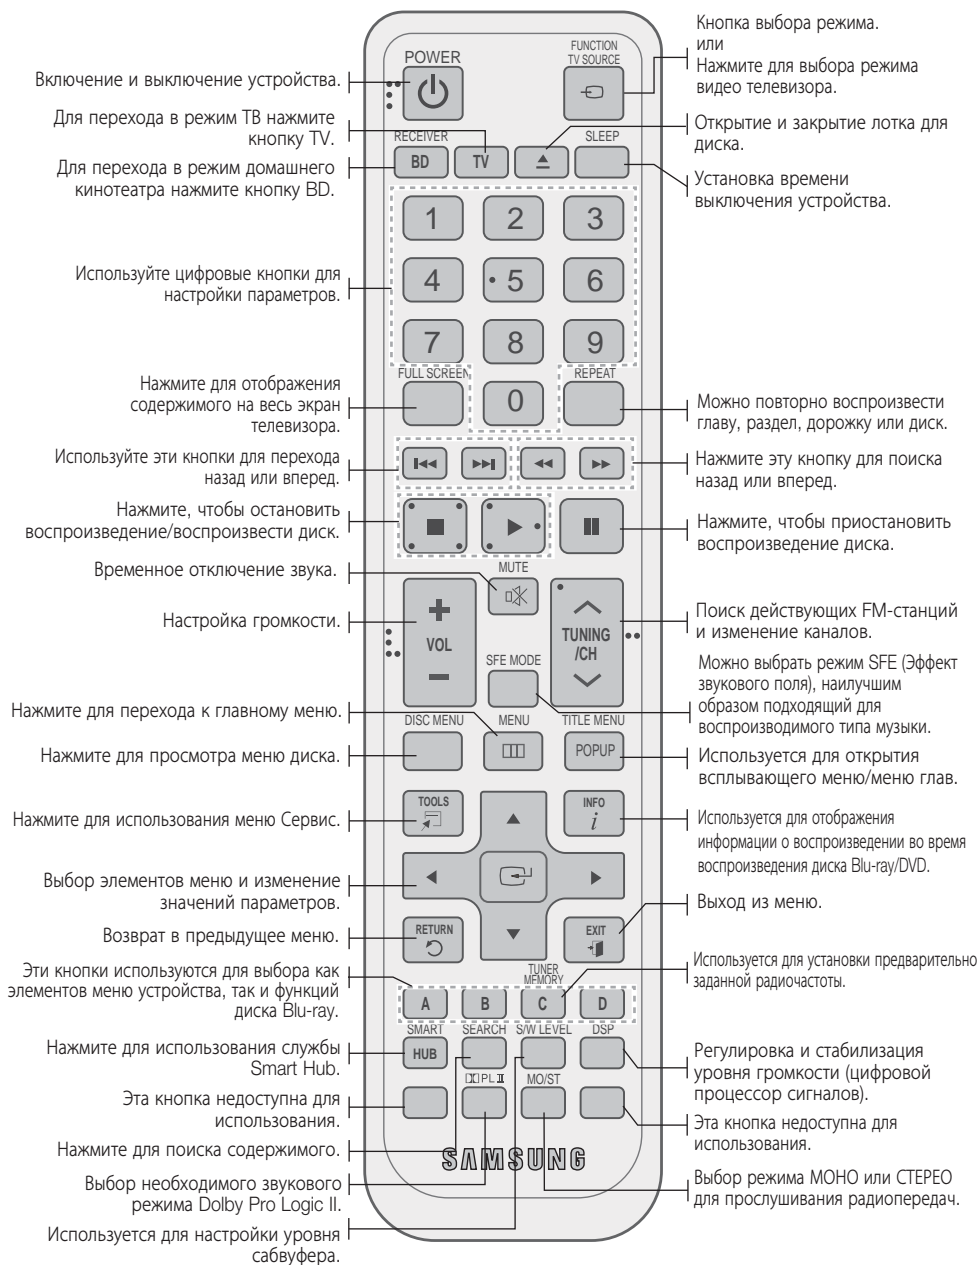 Кнопка выбора режима.
или
Нажмите для выбора режима
видео телевизора.
FUNCTION
TV SOURCE
POWER
Включение и выключение устройства.
Для перехода в режим ТВ нажмите
кнопку TV.
Открытие и закрытие лотка для
диска.
RECEIVER
SLEEP
BD
TV
Для перехода в режим домашнего
кинотеатра нажмите кнопку BD.
Установка времени
выключения устройства.
1
2
3
Используйте цифровые кнопки для
настройки параметров.
4
5
6
7
8
9
FULL SCREEN
REPEAT
0
Нажмите для отображения
содержимого на весь экран
телевизора.
Можно повторно воспроизвести
главу, раздел, дорожку или диск.
Используйте эти кнопки для перехода
назад или вперед.
Нажмите эту кнопку для поиска
назад или вперед.
Нажмите, чтобы остановить
воспроизведение/воспроизвести диск.
Нажмите, чтобы приостановить
воспроизведение диска.
Временное отключение звука.
MUTE
Настройка громкости.
VOL
TUNING
/CH
Поиск действующих FM-станций
и изменение каналов.
SFE MODE
Можно выбрать режим SFE (Эффект
звукового поля), наилучшим
образом подходящий для
воспроизводимого типа музыки.
Нажмите для перехода к главному меню.
DISC MENU
MENU
TITLE MENU
POPUP
Нажмите для просмотра меню диска.
Используется для открытия
всплывающего меню/меню глав.
TOOLS
INFO
i
Нажмите для использования меню Сервис.
Используется для отображения
информации о воспроизведении во время
воспроизведения диска Blu-ray/DVD.
Выбор элементов меню и изменение
значений параметров.
Выход из меню.
RETURN
EXIT
Возврат в предыдущее меню.
Эти кнопки используются для выбора как
элементов меню устройства, так и функций
диска Blu-ray.
TUNER
MEMORY
Используется для установки предварительно
заданной радиочастоты.
A
B
C
D
SMART
SEARCH
S/W LEVEL
DSP
HUB
Нажмите для использования службы
Smart Hub.
Регулировка и стабилизация
уровня громкости (цифровой
процессор сигналов).
PL II
MO/ST
Эта кнопка недоступна для
использования.
Эта кнопка недоступна для
использования.
Нажмите для поиска содержимого.
SAMSUNG
Выбор необходимого звукового
режима Dolby Pro Logic II.
Выбор режима МОНО или СТЕРЕО
для прослушивания радиопередач.
Используется для настройки уровня
сабвуфера.